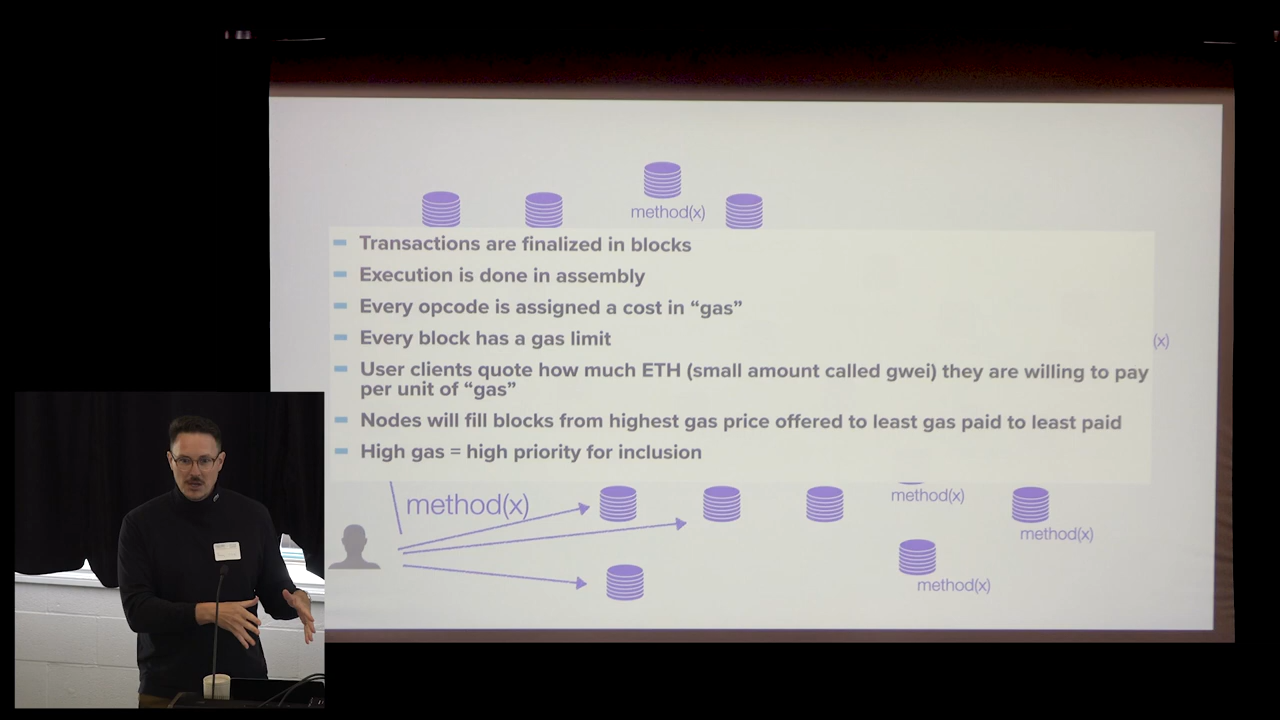 method(x)
Transactions are finalized in blocks
Execution is done in assembly
Every opcode is assigned a cost in “gas”
Every block has a gas limit
(x)
User clients quote how much ETH (small amount called gwei) they are willing to pay
per unit of “gas”
Nodes will fill blocks from highest gas price offered to least gas paid to least paid
High gas = high priority for inclusion
method(x)
method(x)
method(x)
method(x)